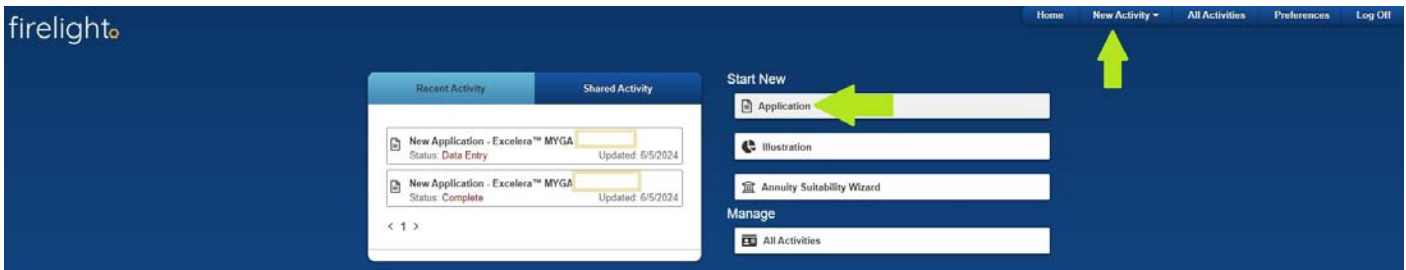 firelight
Home New Activity All Activities Preferences Log Off
Recent Activity Shared Activity
New Application - Excelera™ MYGA
Status: Data Entry Updated: 6/5/2024
New Application - Excelera™ MYGA
Status: Complete Updated: 6/5/2024
< 1 >
Start New
Application
Illustration
Annuity Suitability Wizard
Manage
All Activities